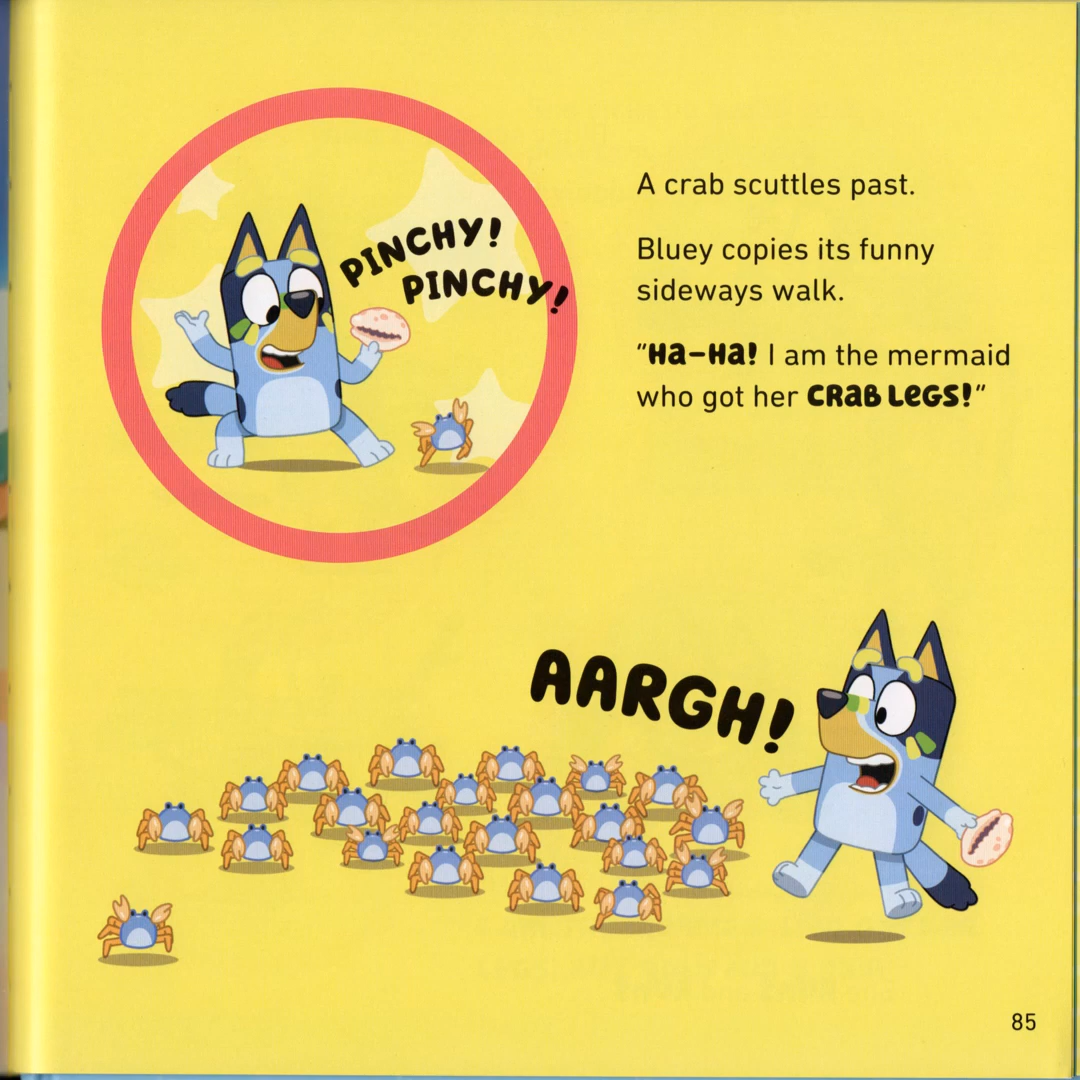 PINCHY!
PINCHY!
A crab scuttles past.
Bluey copies its funny
sideways walk.
"Ha-Ha! I am the mermaid
who got her CRAB LEGS!"
AARGH!
85